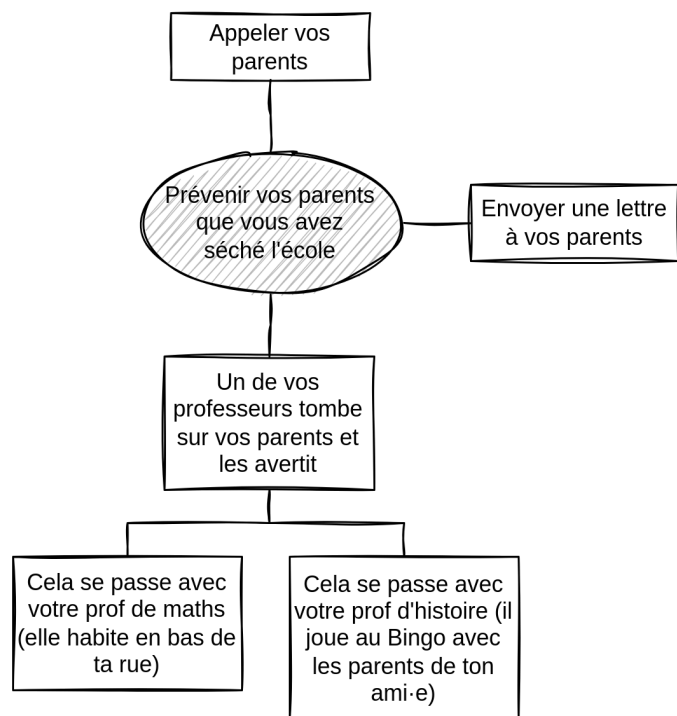 Appeler vos
parents
Prévenir vos parents
que vous avez
séché l'école
Envoyer une lettre
à vos parents
Un de vos
professeurs tombe
sur vos parents et
les avertit
Cela se passe avec
votre prof de maths
(elle habite en bas de
ta rue)
Cela se passe avec
votre prof d'histoire (il
joue au Bingo avec
les parents de ton
ami·e)